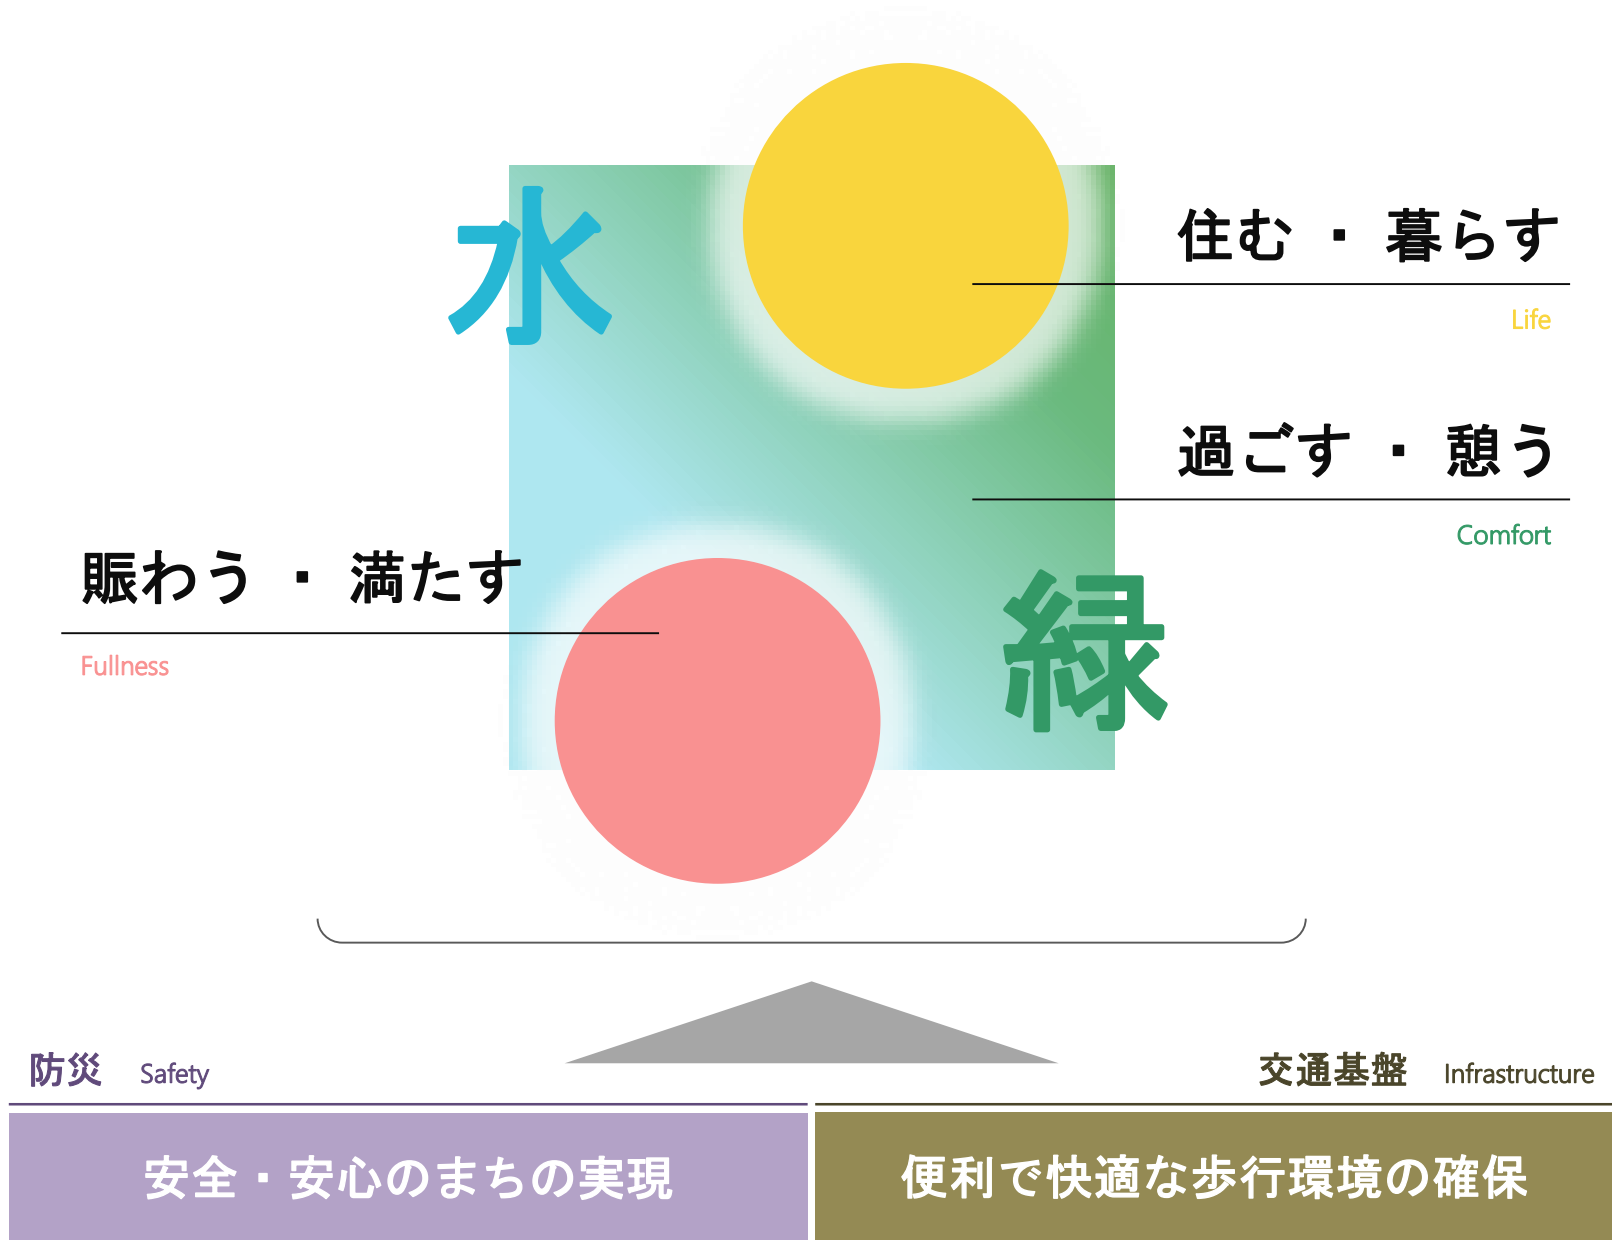 水
住む ・ 暮らす
Life
過ごす ・ 憩う
Comfort
賑わう ・ 満たす
Fullness
緑
防災 Safety
安全・安心のまちの実現
交通基盤 Infrastructure
便利で快適な歩行環境の確保